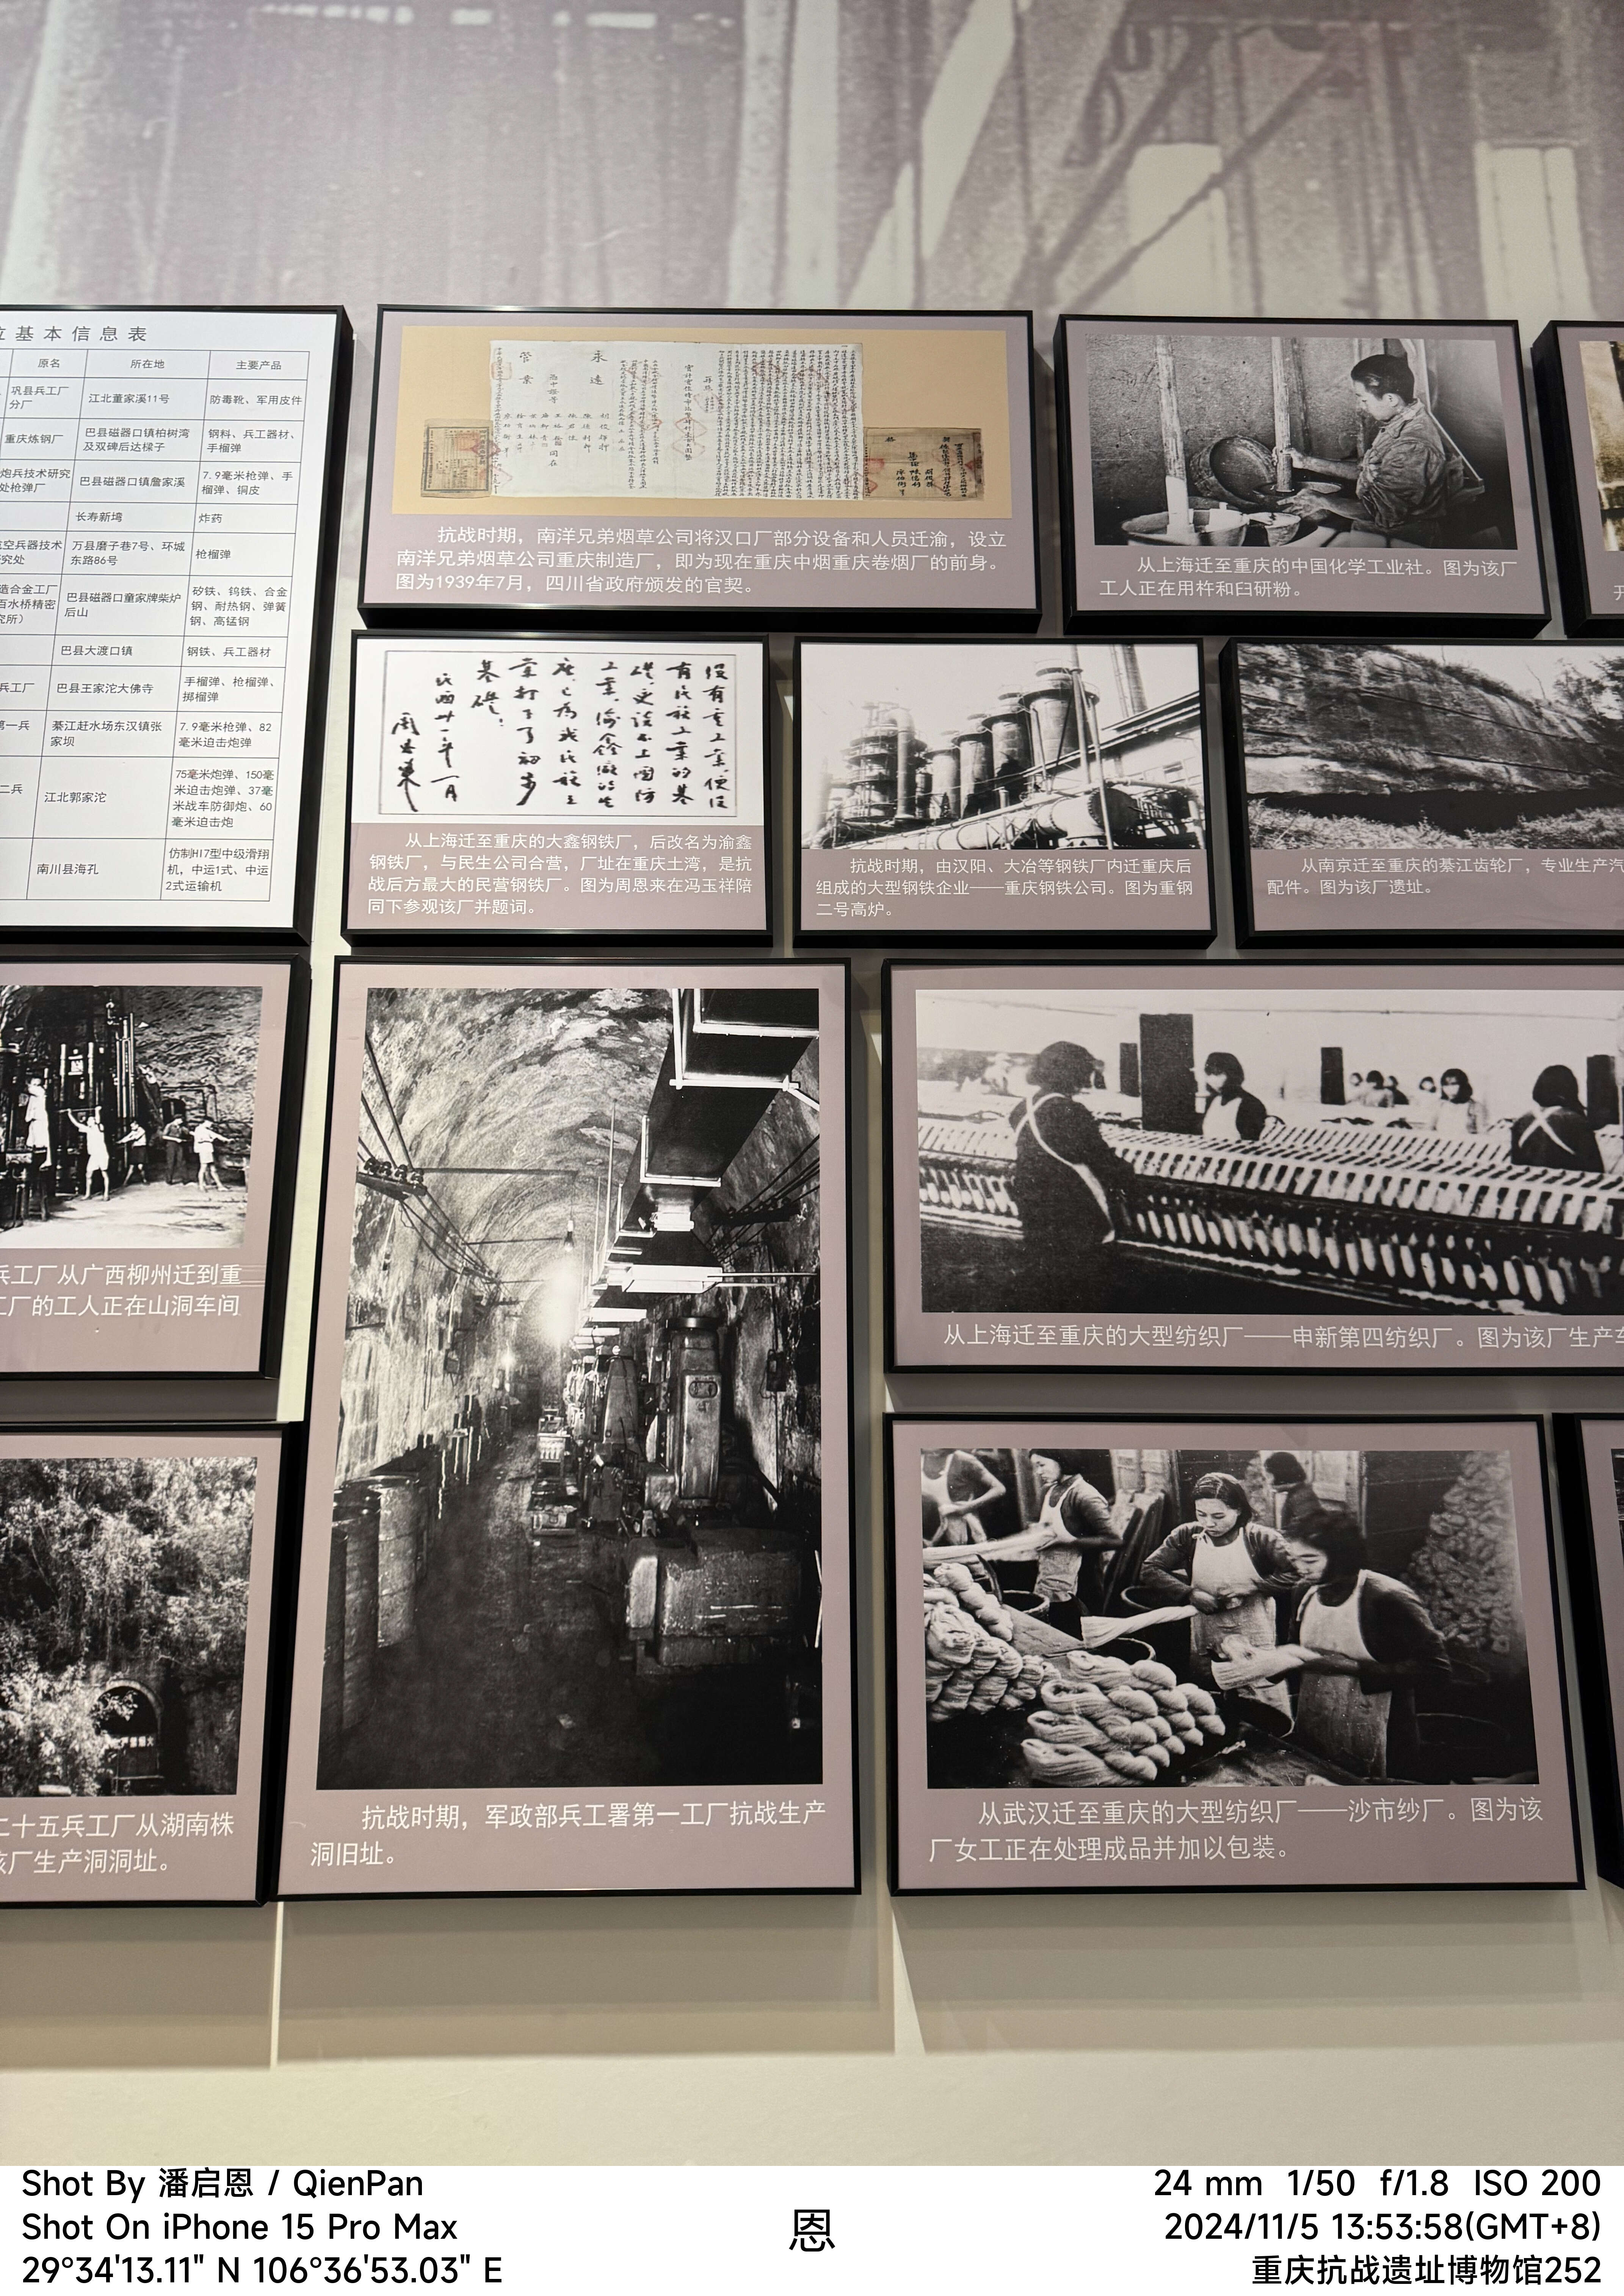 位基本信息表
原名 所在地 主要产品
巩县兵工厂
分厂
江北董家溪11号
防毒靴、军用皮件
重庆炼钢厂
巴县磁器口镇柏树湾
及双碑后达樑子
钢料、兵工器材、
手榴弹
炮兵技术研究
处枪弹厂
巴县磁器口镇詹家溪
7.9毫米枪弹、手
榴弹、铜皮
长寿新塆
炸药
航空兵器技术
研究处
万县磨子巷7号、环城
东路86号
枪榴弹
造合金工厂
百水桥精密
究所）
巴县磁器口童家牌柴炉
后山
矽铁、钨铁、合金
钢、耐热钢、弹簧
钢、高锰钢
巴县大渡口镇
钢铁、兵工器材
兵工厂
巴县王家沱大佛寺
手榴弹、枪榴弹、
掷榴弹
第一兵
綦江赶水场东汉镇张
家坝
7.9毫米枪弹、82
毫米迫击炮弹
二兵
江北郭家沱
75毫米炮弹、150毫
米迫击炮弹、37毫
米战车防御炮、60
毫米迫击炮
南川县海孔
仿制H17型中级滑翔
机，中运1式、中运
2式运输机
永远
管业
抗战时期，南洋兄弟烟草公司将汉口厂部分设备和人员迁渝，设立
南洋兄弟烟草公司重庆制造厂，即为现在重庆中烟重庆卷烟厂的前身。
图为1939年7月，四川省政府颁发的官契。
从上海迁至重庆的中国化学工业社。图为该厂
工人正在用杵和臼研粉。
没有重工业，便没
有民族工业的基
礎，更谈不上国防
工業，渝鑫厰的生
產，已為我民族工
業打下了初步
基礎！
民国卅一年一月
周恩来
从上海迁至重庆的大鑫钢铁厂，后改名为渝鑫
钢铁厂，与民生公司合营，厂址在重庆土湾，是抗
战后方最大的民营钢铁厂。图为周恩来在冯玉祥陪
同下参观该厂并题词。
抗战时期，由汉阳、大冶等钢铁厂内迁重庆后
组成的大型钢铁企业——重庆钢铁公司。图为重钢
二号高炉。
从南京迁至重庆的綦江齿轮厂，专业生产汽
配件。图为该厂遗址。
兵工厂从广西柳州迁到重
工厂的工人正在山洞车间
从上海迁至重庆的大型纺织厂——申新第四纺织厂。图为该厂生产车
二十五兵工厂从湖南株
该厂生产洞洞址。
抗战时期，军政部兵工署第一工厂抗战生产
洞旧址。
从武汉迁至重庆的大型纺织厂——沙市纱厂。图为该
厂女工正在处理成品并加以包装。
Shot By 潘启恩 / QienPan
Shot On iPhone 15 Pro Max
29°34'13.11" N 106°36'53.03" E
恩
24 mm 1/50 f/1.8 ISO 200
2024/11/5 13:53:58(GMT+8)
重庆抗战遗址博物馆252